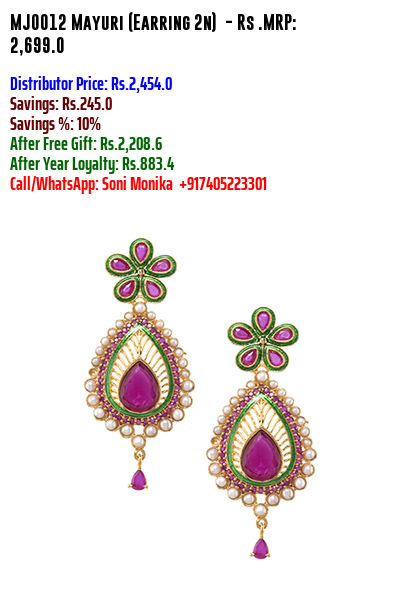 MJ0012 Mayuri (Earring 2n) - Rs .MRP:
2,699.0
Distributor Price: Rs.2,454.0
Savings: Rs.245.0
Savings %: 10%
After Free Gift: Rs.2,208.6
After Year Loyalty: Rs.883.4
Call/WhatsApp: Soni Monika +917405223301